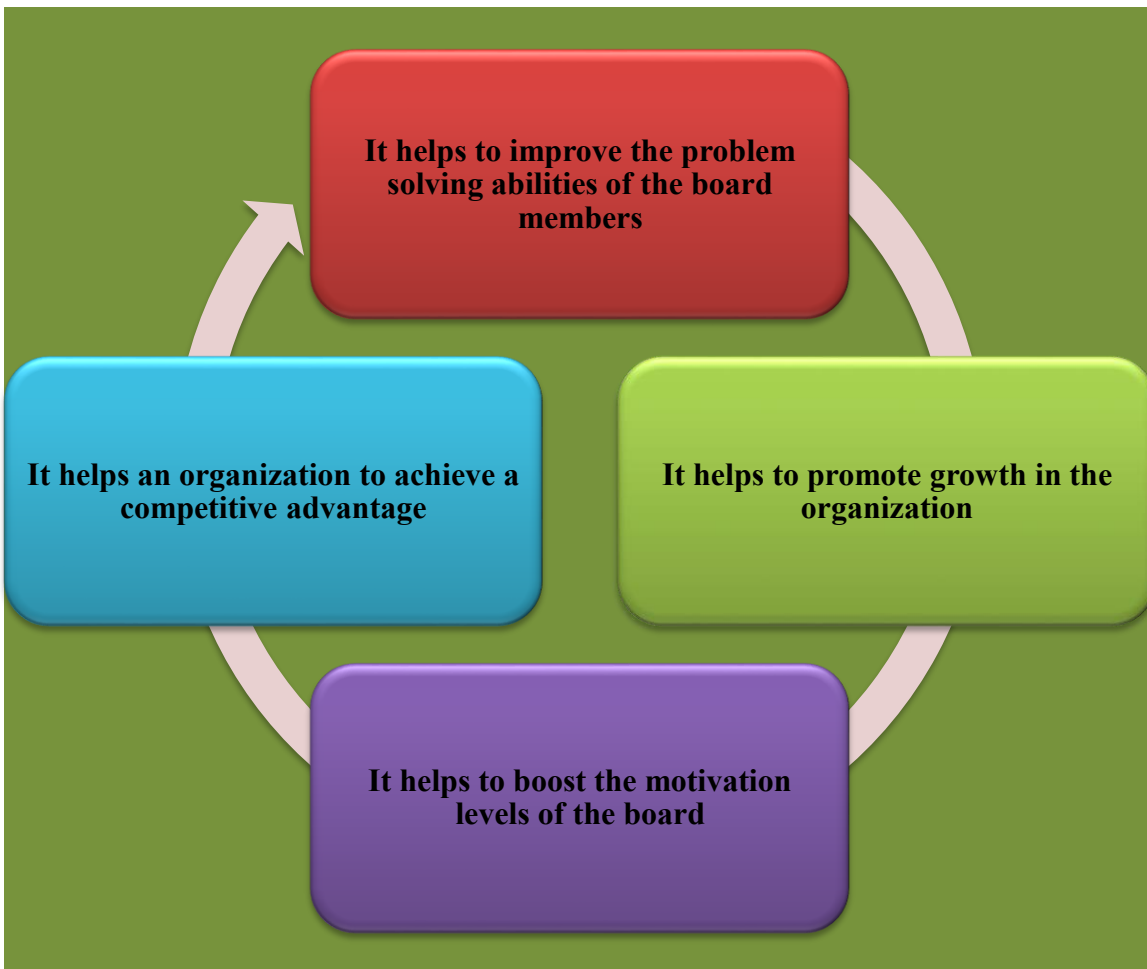 It helps to improve the problem
solving abilities of the board
members
It helps an organization to achieve a
competitive advantage
It helps to promote growth in the
organization
It helps to boost the motivation
levels of the board